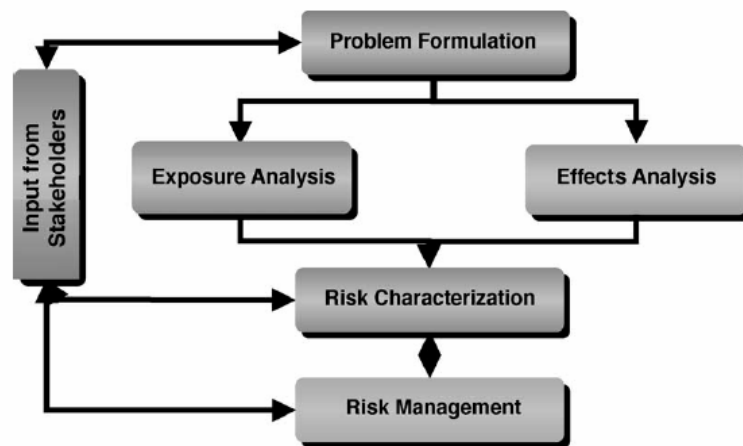 Problem Formulation
Input from
Stakeholders
Exposure Analysis
Effects Analysis
Risk Characterization
Risk Management